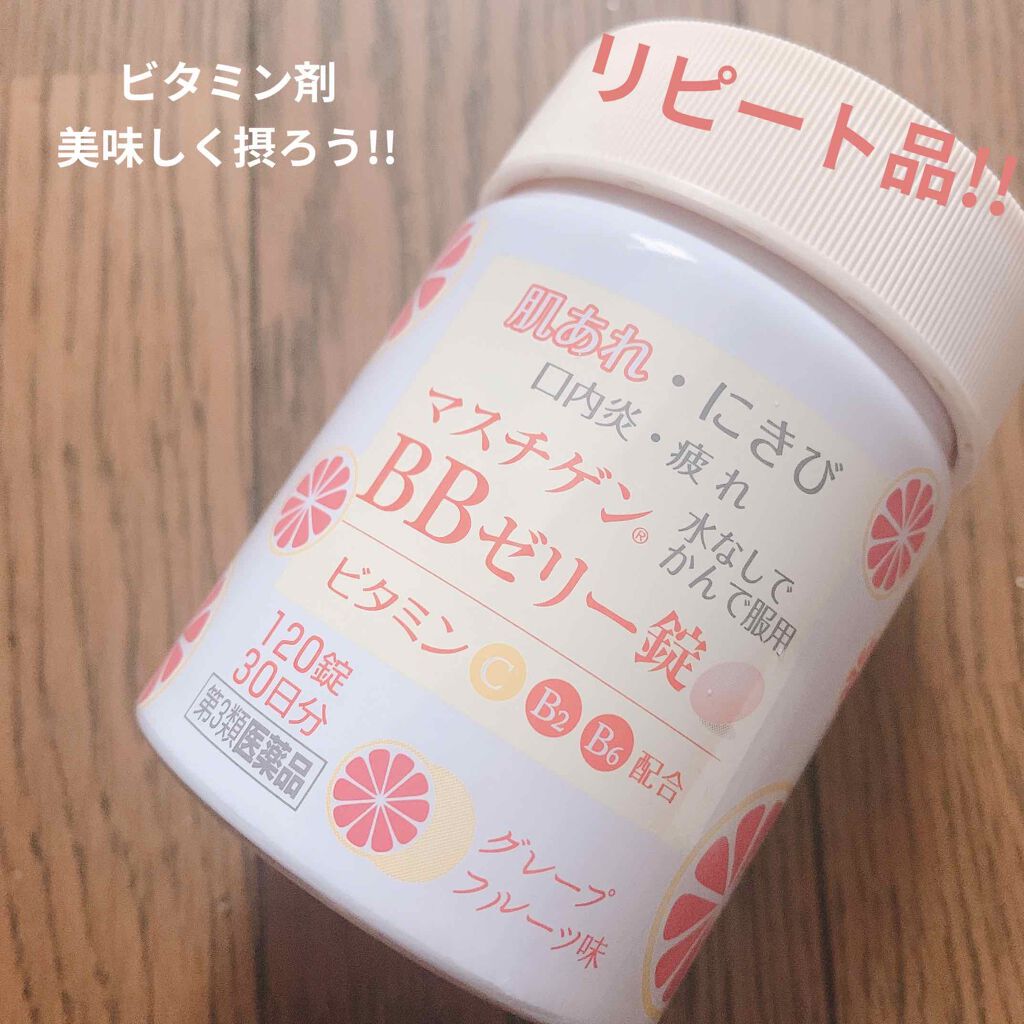 ビタミン剤
美味しく摂ろう!!
リピート品!!
肌あれ・にきび
口内炎・疲れ
マスチゲン®
BBゼリー錠
水なしで
かんで服用
ビタミン C B2 B6 配合
120錠
30日分
第3類医薬品
グレープ
フルーツ味